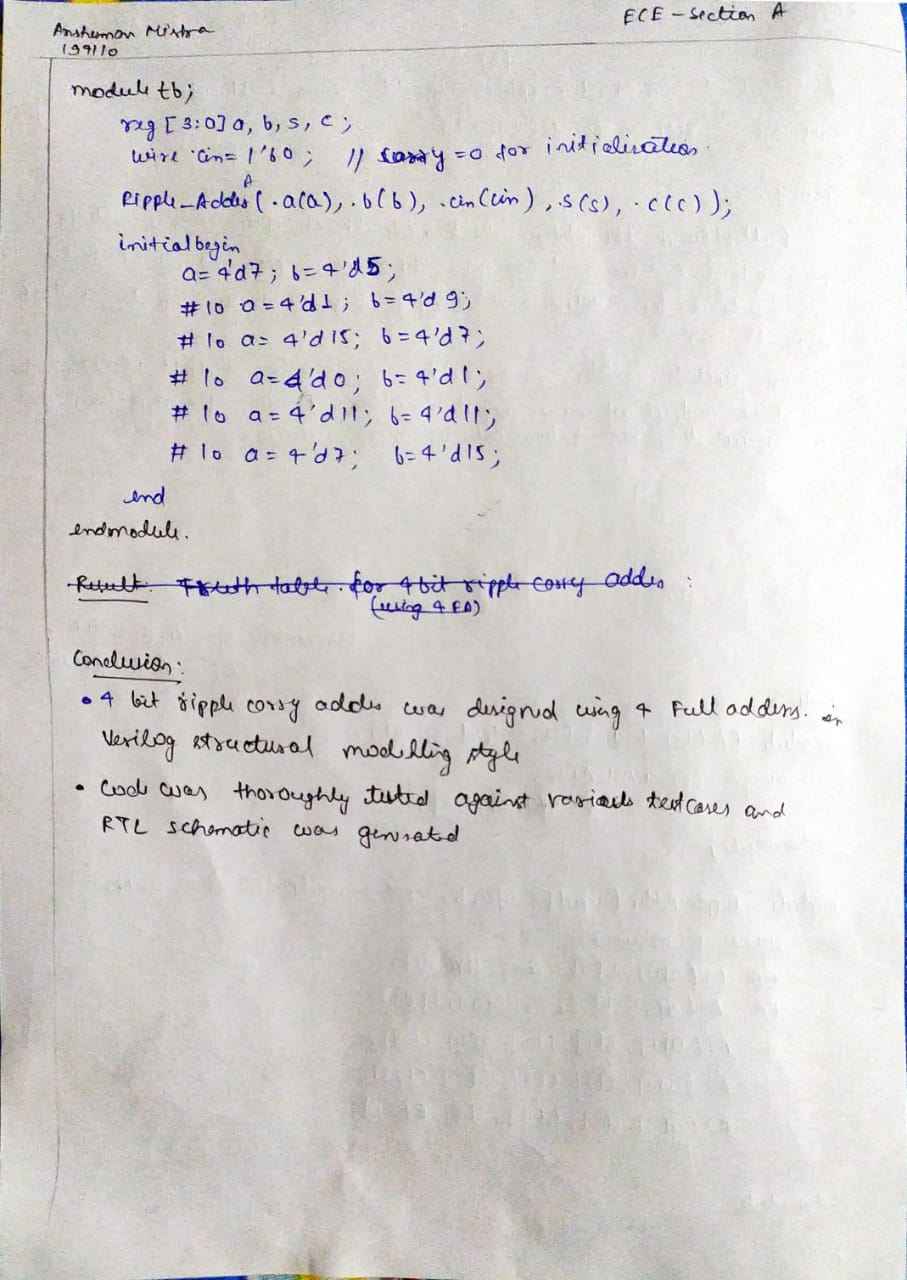 ECE - Section A
Anshuman Mishra
19110
module tb;
reg [3:0] a, b, s, c;
wire cin = 1'b0; // carry = 0 for initialization.
Ripple_Adder A (.a(a), .b(b), .cin(cin), .s(s), .c(c));
initial begin
a = 4'd7; b = 4'd5;
#10 a = 4'd1; b = 4'd9;
#10 a = 4'd15; b = 4'd7;
#10 a = 4'd0; b = 4'd1;
#10 a = 4'd11; b = 4'd11;
#10 a = 4'd7; b = 4'd15;
end
endmodule.
Result: Truth table for 4 bit ripple carry adder :
(using 4 FA)
Conclusion:
• 4 bit ripple carry adder was designed using 4 Full adders. in
Verilog structural modelling style
• Code was thoroughly tested against various test cases and
RTL schematic was generated